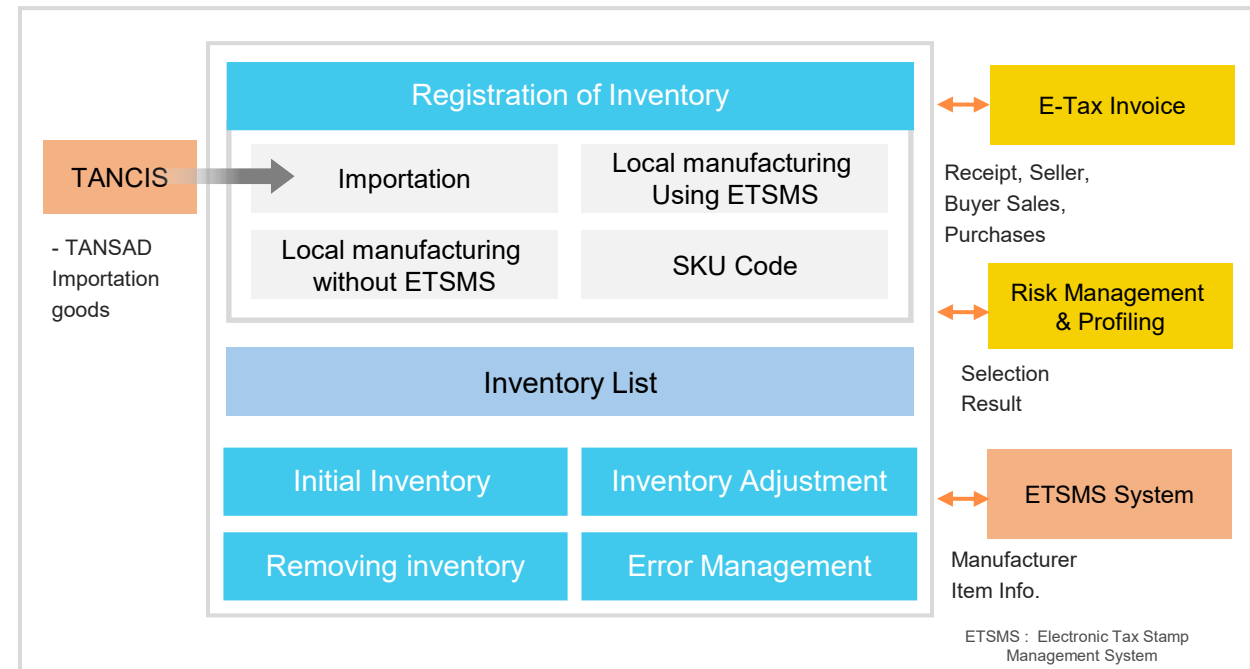 Registration of Inventory
TANCIS
- TANSAD
Importation
goods
Importation
Local manufacturing
Using ETSMS
Local manufacturing
without ETSMS
SKU Code
Inventory List
Initial Inventory
Inventory Adjustment
Removing inventory
Error Management
E-Tax Invoice
Receipt, Seller,
Buyer Sales,
Purchases
Risk Management
& Profiling
Selection
Result
ETSMS System
Manufacturer
Item Info.
ETSMS : Electronic Tax Stamp
Management System